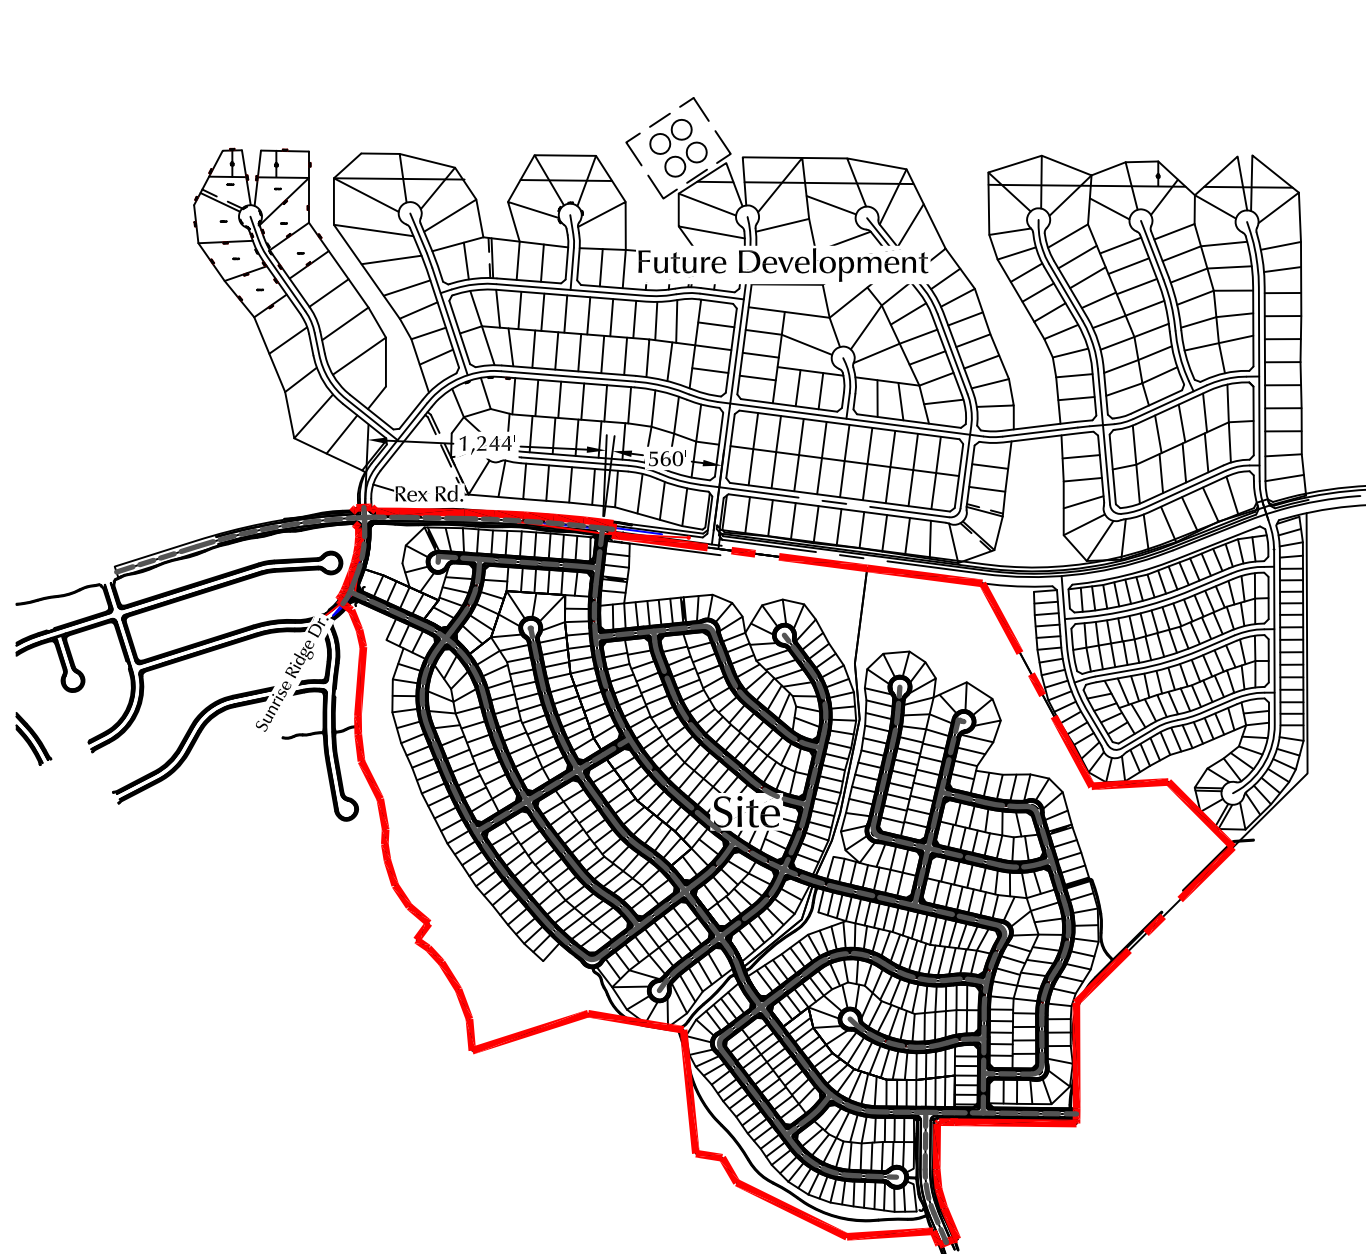 Future Development
1,244'
560'
Rex Rd.
Sunrise Ridge Dr.
Site